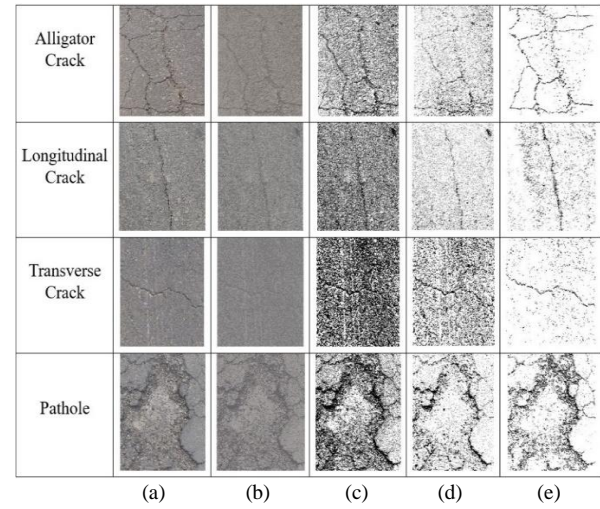 Alligator
Crack
Longitudinal
Crack
Transverse
Crack
Pathole
(a) (b) (c) (d) (e)